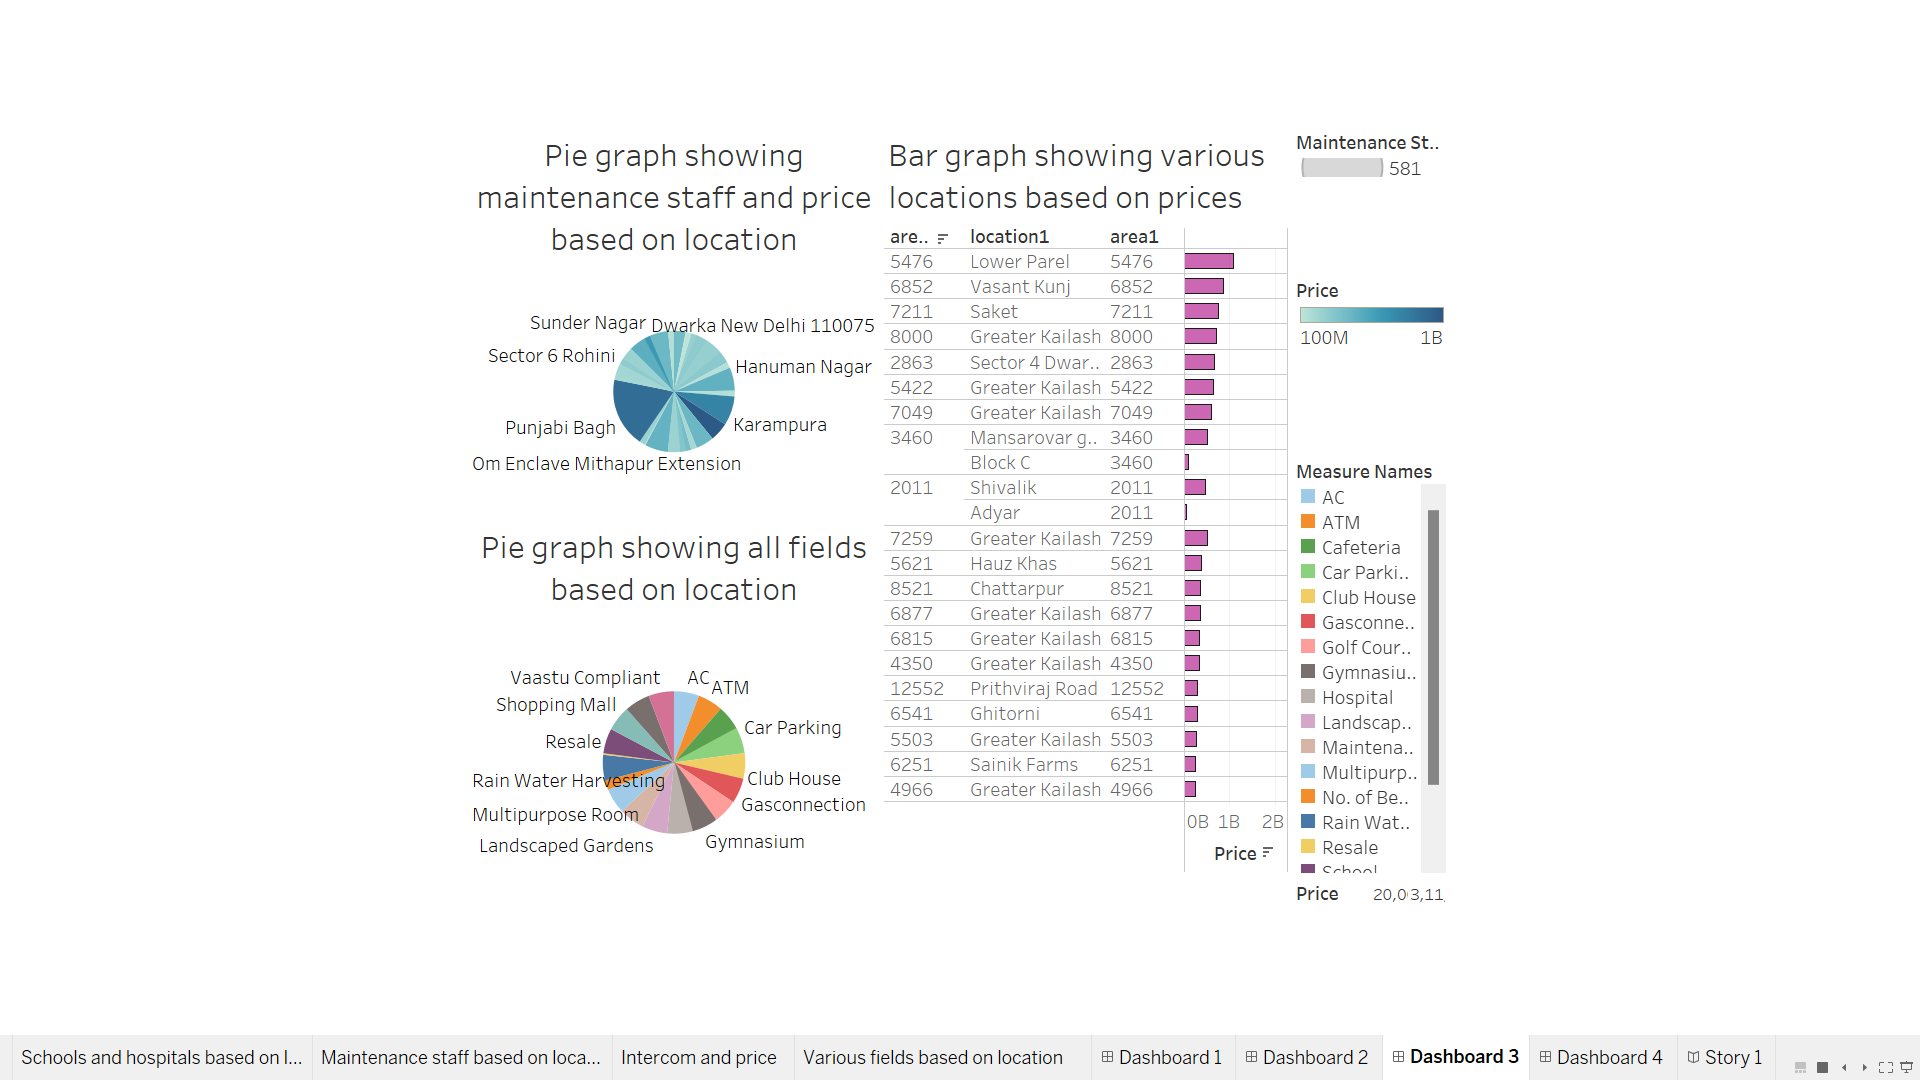 Pie graph showing
maintenance staff and price
based on location
Sunder Nagar
Dwarka New Delhi 110075
Sector 6 Rohini
Hanuman Nagar
Punjabi Bagh
Karampura
Om Enclave Mithapur Extension
Pie graph showing all fields
based on location
Vaastu Compliant
AC
ATM
Shopping Mall
Car Parking
Resale
Rain Water Harvesting
Club House
Gasconnection
Multipurpose Room
Landscaped Gardens
Gymnasium
Bar graph showing various
locations based on prices
are.. location1 area1
5476 Lower Parel 5476
6852 Vasant Kunj 6852
7211 Saket 7211
8000 Greater Kailash 8000
2863 Sector 4 Dwar.. 2863
5422 Greater Kailash 5422
7049 Greater Kailash 7049
3460 Mansarovar g.. 3460
Block C 3460
2011 Shivalik 2011
Adyar 2011
7259 Greater Kailash 7259
5621 Hauz Khas 5621
8521 Chattarpur 8521
6877 Greater Kailash 6877
6815 Greater Kailash 6815
4350 Greater Kailash 4350
12552 Prithviraj Road 12552
6541 Ghitorni 6541
5503 Greater Kailash 5503
6251 Sainik Farms 6251
4966 Greater Kailash 4966
0B 1B 2B
Price
Maintenance St..
581
Price
100M 1B
Measure Names
AC
ATM
Cafeteria
Car Parki..
Club House
Gasconne..
Golf Cour..
Gymnasiu..
Hospital
Landscap..
Maintena..
Multipurp..
No. of Be..
Rain Wat..
Resale
School
Price 20,0 3,11,
Schools and hospitals based on l... Maintenance staff based on loca... Intercom and price Various fields based on location Dashboard 1 Dashboard 2 Dashboard 3 Dashboard 4 Story 1